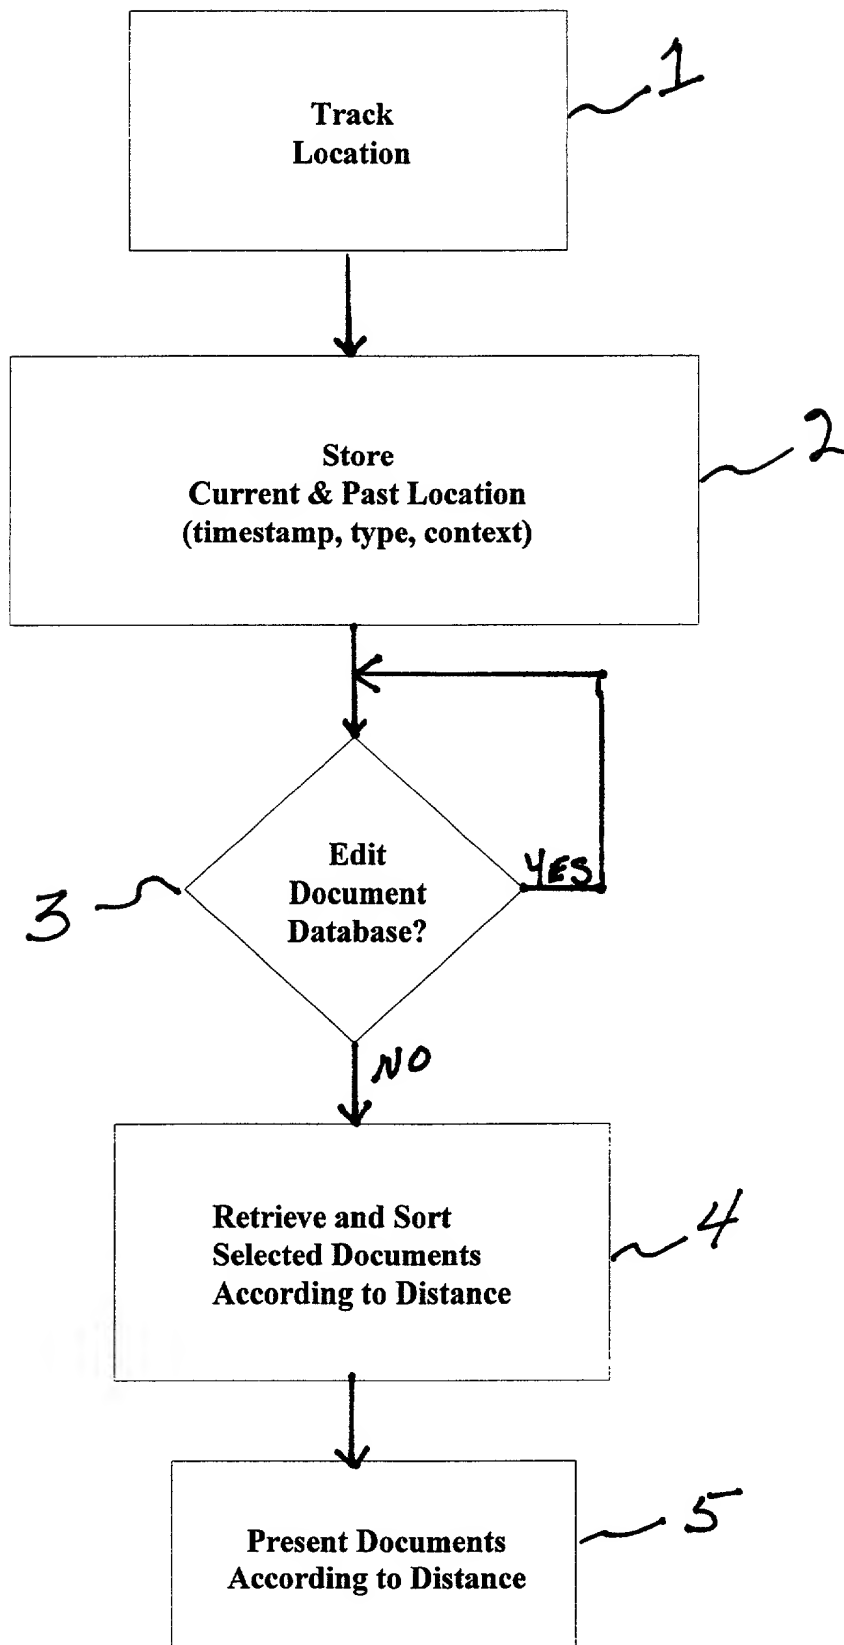 Track
Location
1
Store
Current & Past Location
(timestamp, type, context)
2
Edit
Document
Database?
YES
3
NO
Retrieve and Sort
Selected Documents
According to Distance
4
Present Documents
According to Distance
5